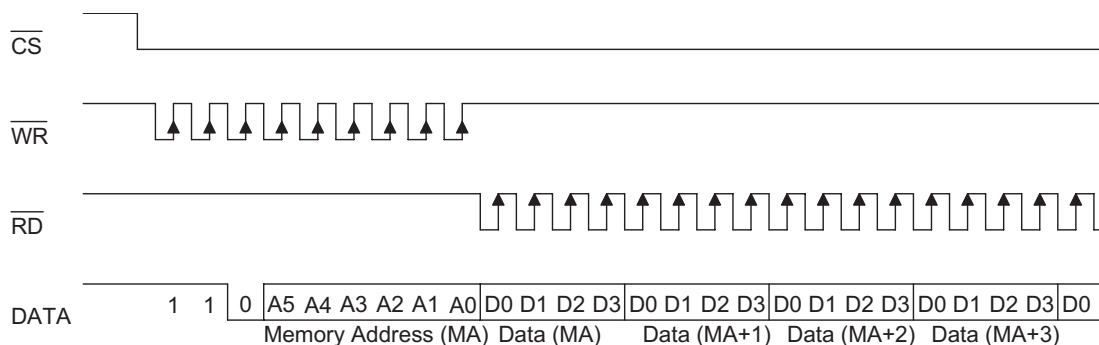 CS
WR
RD
DATA 1 1 0 A5 A4 A3 A2 A1 A0 D0 D1 D2 D3 D0 D1 D2 D3 D0 D1 D2 D3 D0 D1 D2 D3 D0
Memory Address (MA) Data (MA) Data (MA+1) Data (MA+2) Data (MA+3)